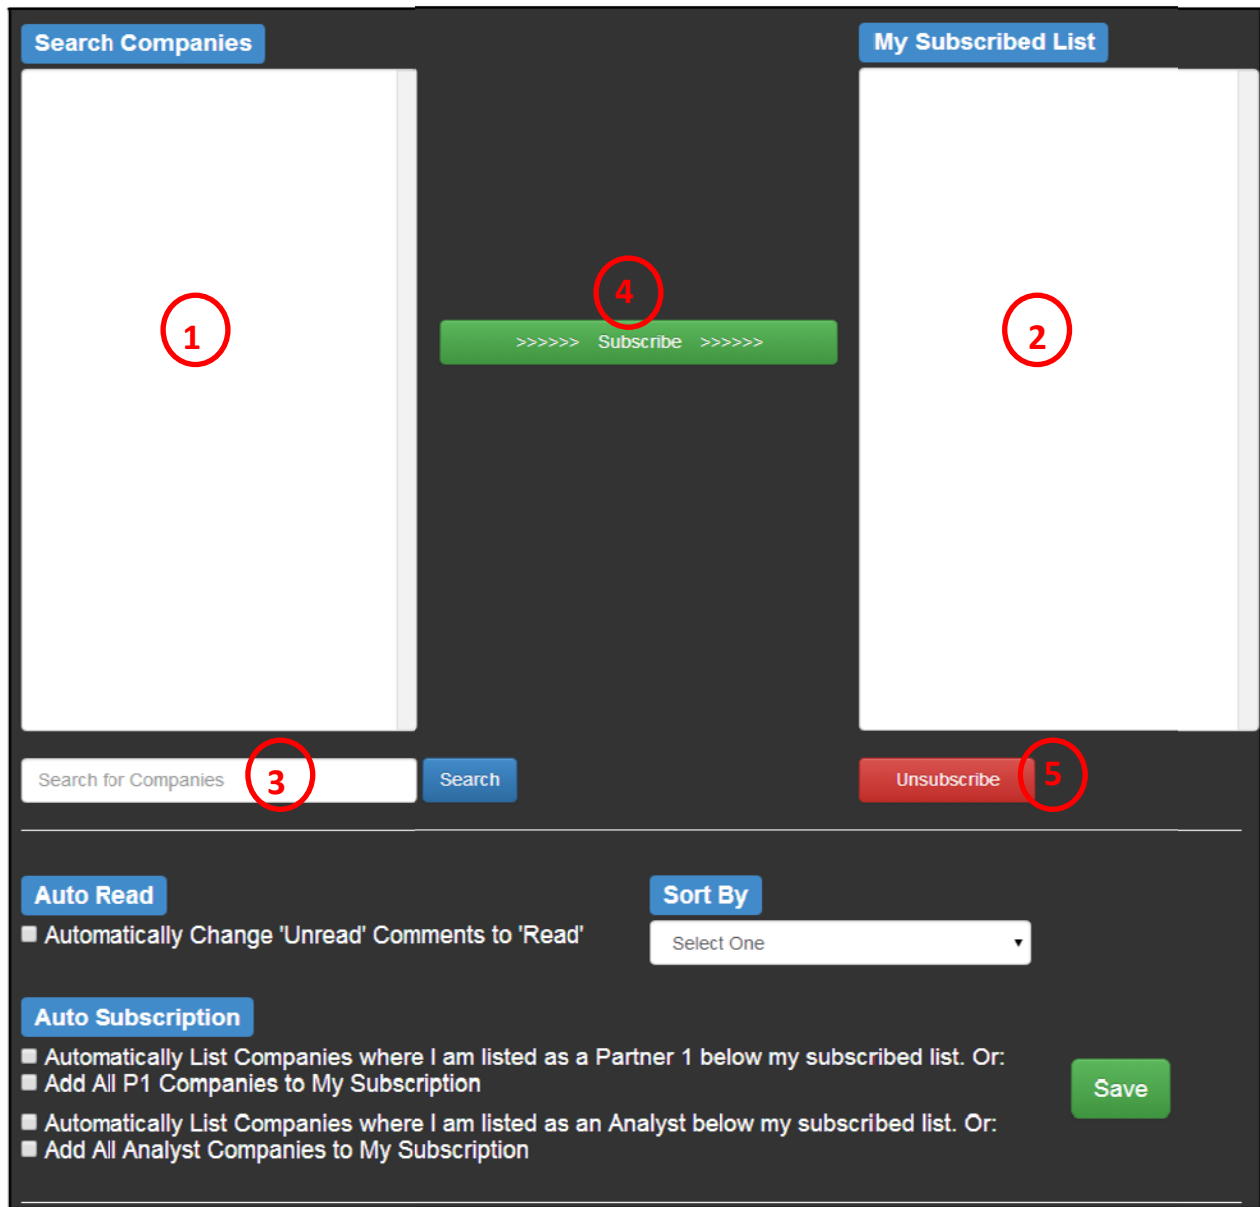 Search Companies
My Subscribed List
4
1
>>>>>> Subscribe >>>>>>
2
Search for Companies
3
Search
Unsubscribe
5
Auto Read
Sort By
Automatically Change 'Unread' Comments to 'Read'
Select One
Auto Subscription
Automatically List Companies where I am listed as a Partner 1 below my subscribed list. Or:
Add All P1 Companies to My Subscription
Save
Automatically List Companies where I am listed as an Analyst below my subscribed list. Or:
Add All Analyst Companies to My Subscription